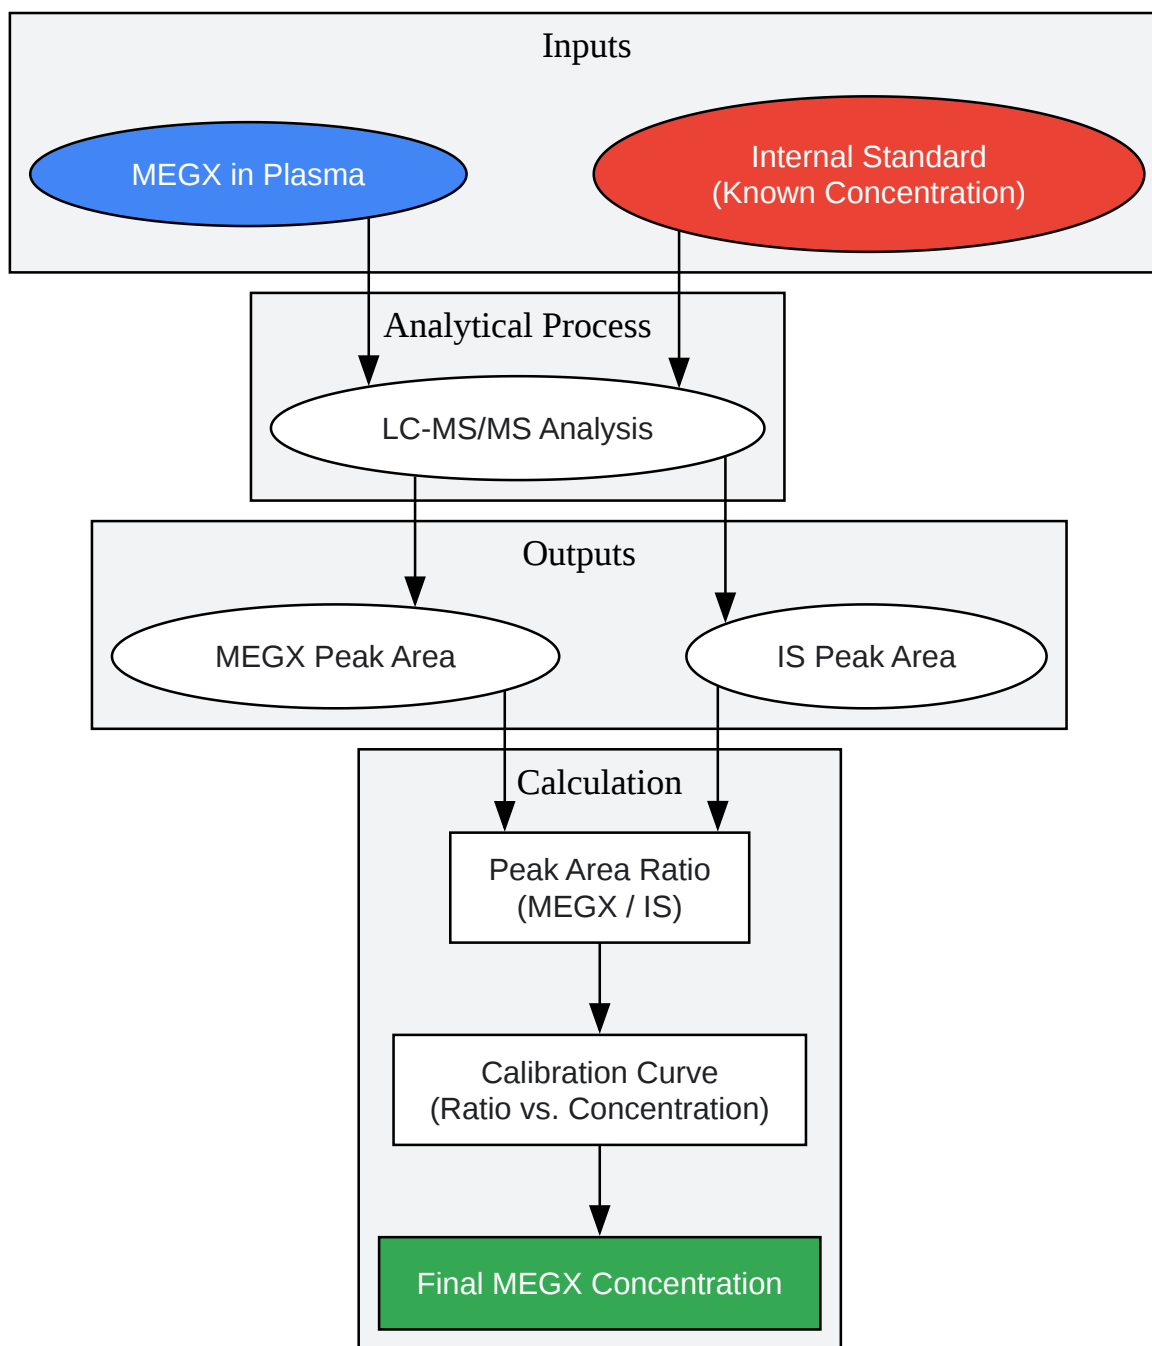 Inputs
MEGX in Plasma
Internal Standard
(Known Concentration)
Analytical Process
LC-MS/MS Analysis
Outputs
MEGX Peak Area
IS Peak Area
Calculation
Peak Area Ratio
(MEGX / IS)
Calibration Curve
(Ratio vs. Concentration)
Final MEGX Concentration